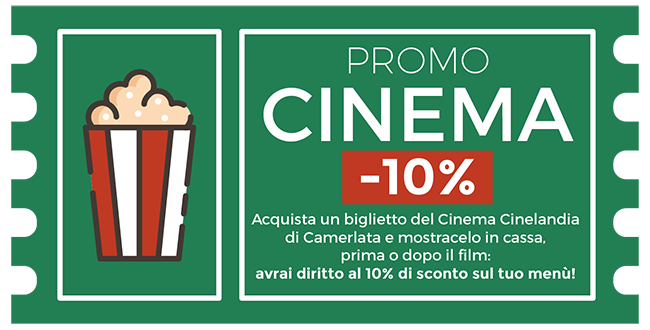 PROMO
CINEMA
-10%
Acquista un biglietto del Cinema Cinelandia
di Camerlata e mostracelo in cassa,
prima o dopo il film:
avrai diritto al 10% di sconto sul tuo menù!